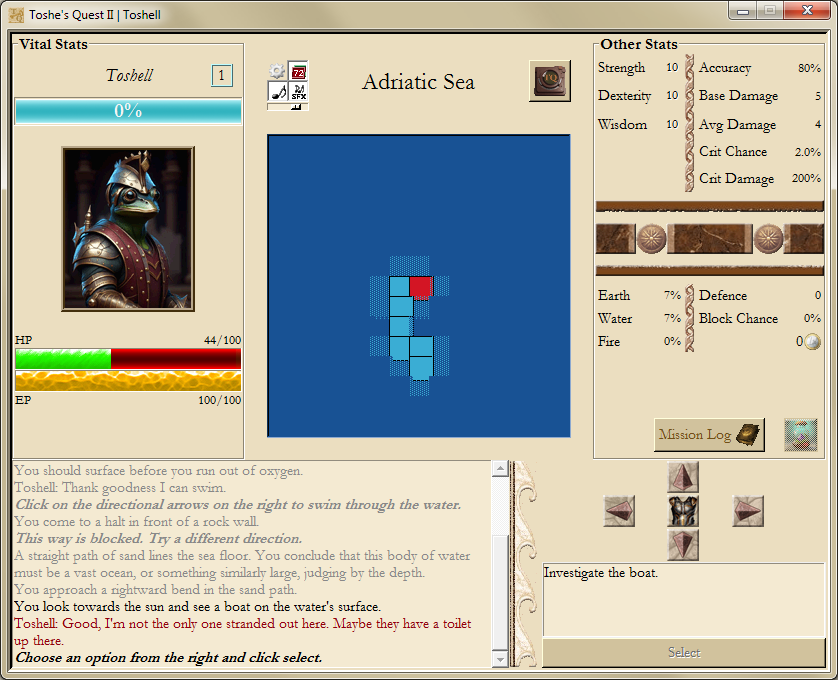 Toshe's Quest II | Toshell
Vital Stats
Toshell
1
0%
HP
44/100
EP
100/100
72
SFX
Adriatic Sea
Other Stats
Strength 10
Dexterity 10
Wisdom 10
Accuracy 80%
Base Damage 5
Avg Damage 4
Crit Chance 2.0%
Crit Damage 200%
Earth 7%
Water 7%
Fire 0%
Defence 0
Block Chance 0%
0
Mission Log
You should surface before you run out of oxygen.
Toshell: Thank goodness I can swim.
Click on the directional arrows on the right to swim through the water.
You come to a halt in front of a rock wall.
This way is blocked. Try a different direction.
A straight path of sand lines the sea floor. You conclude that this body of water
must be a vast ocean, or something similarly large, judging by the depth.
You approach a rightward bend in the sand path.
You look towards the sun and see a boat on the water's surface.
Toshell: Good, I'm not the only one stranded out here. Maybe they have a toilet
up there.
Choose an option from the right and click select.
Investigate the boat.
Select